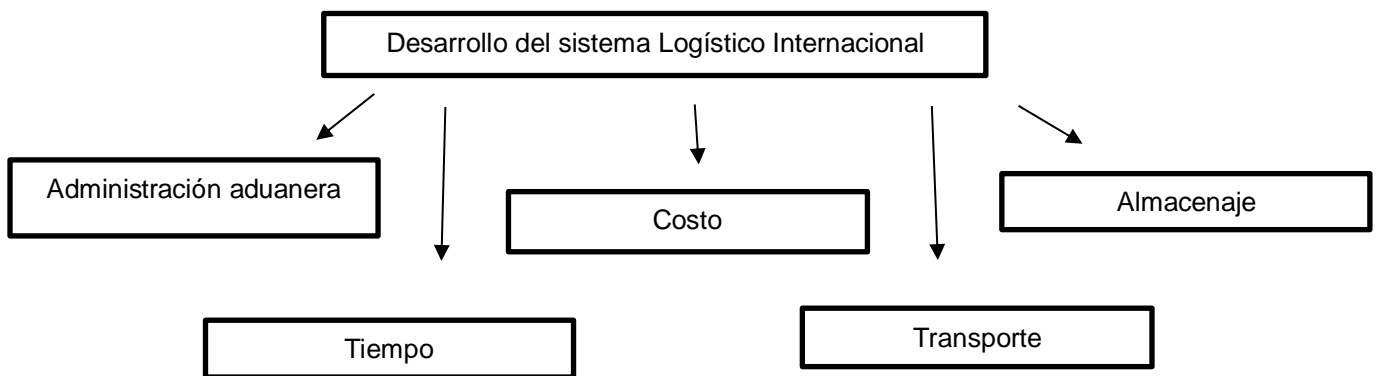 Desarrollo del sistema Logístico Internacional
Administración aduanera
Costo
Almacenaje
Tiempo
Transporte